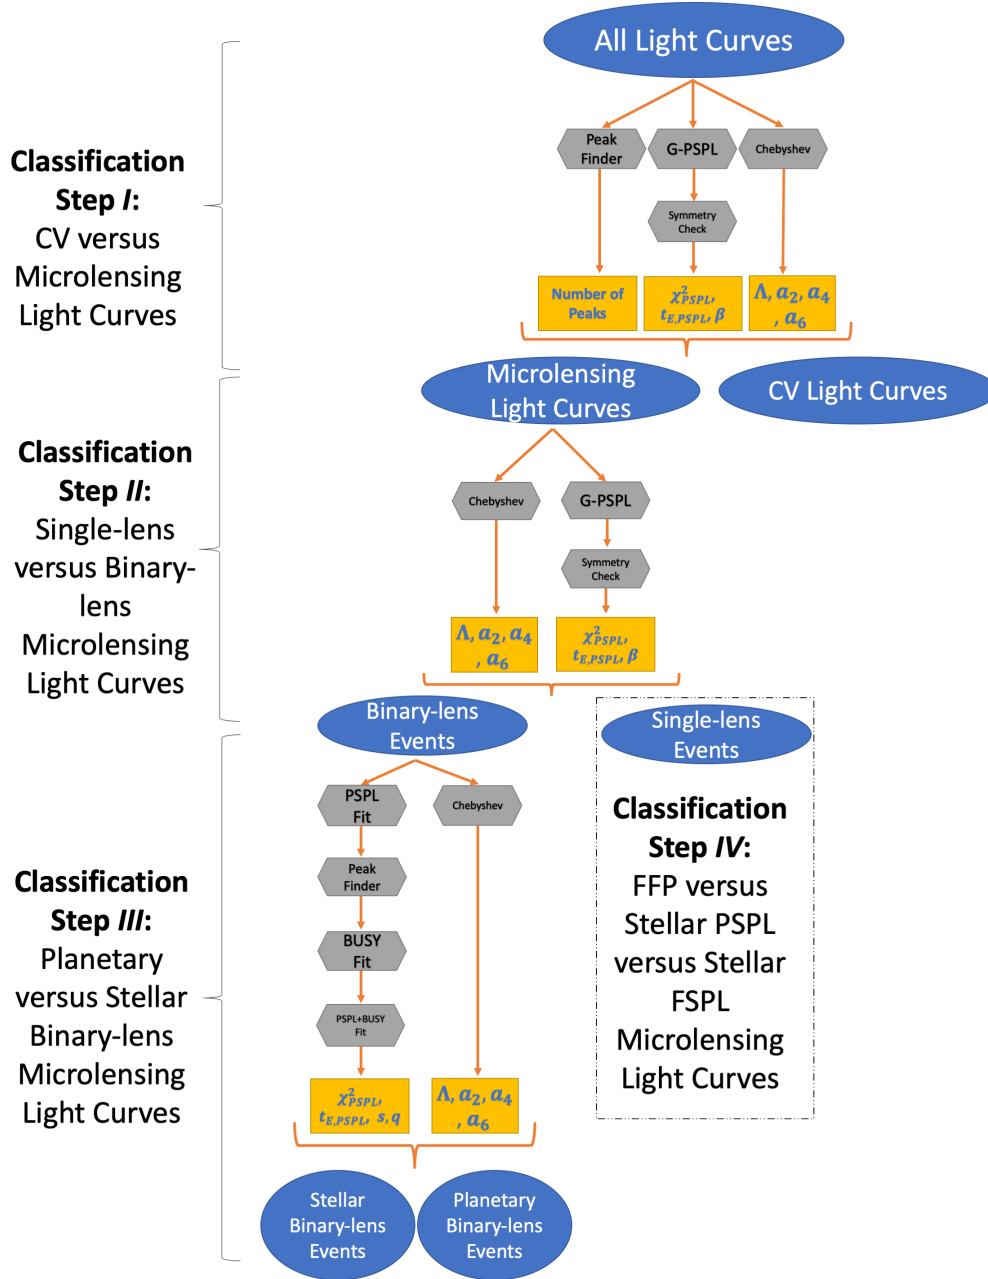 All Light Curves
Classification
Step I:
CV versus
Microlensing
Light Curves
Peak
Finder
G-PSPL
Chebyshev
Symmetry
Check
Number of
Peaks
χ²PSPL,
tE,PSPL, β
Λ, a2, a4
, a6
Microlensing
Light Curves
CV Light Curves
Classification
Step II:
Single-lens
versus Binary-
lens
Microlensing
Light Curves
Chebyshev
G-PSPL
Symmetry
Check
Λ, a2, a4
, a6
χ²PSPL,
tE,PSPL, β
Binary-lens
Events
Single-lens
Events
Classification
Step III:
Planetary
versus Stellar
Binary-lens
Microlensing
Light Curves
PSPL
Fit
Chebyshev
Peak
Finder
BUSY
Fit
PSPL+BUSY
Fit
χ²PSPL,
tE,PSPL, s, q
Λ, a2, a4
, a6
Classification
Step IV:
FFP versus
Stellar PSPL
versus Stellar
FSPL
Microlensing
Light Curves
Stellar
Binary-lens
Events
Planetary
Binary-lens
Events